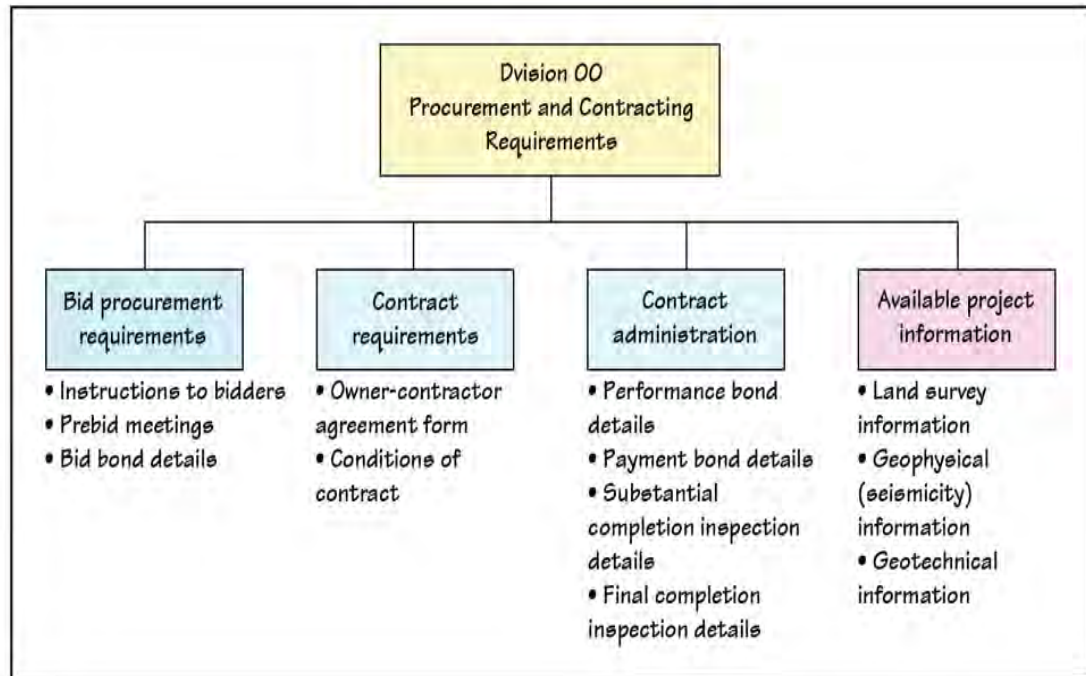 Dvision 00
Procurement and Contracting
Requirements
Bid procurement
requirements
• Instructions to bidders
• Prebid meetings
• Bid bond details
Contract
requirements
• Owner-contractor
agreement form
• Conditions of
contract
Contract
administration
• Performance bond
details
• Payment bond details
• Substantial
completion inspection
details
• Final completion
inspection details
Available project
information
• Land survey
information
• Geophysical
(seismicity)
information
• Geotechnical
information